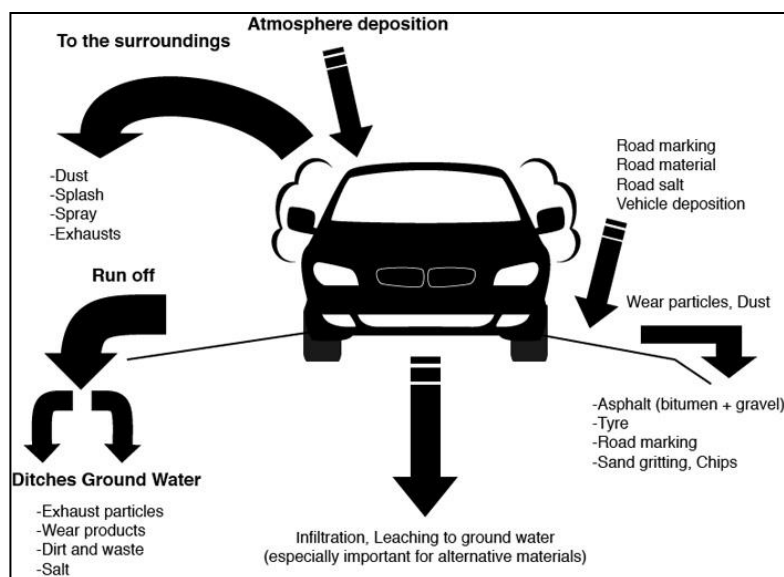 Atmosphere deposition
To the surroundings
-Dust
-Splash
-Spray
-Exhausts
Road marking
Road material
Road salt
Vehicle deposition
Run off
Wear particles, Dust
-Asphalt (bitumen + gravel)
-Tyre
-Road marking
-Sand gritting, Chips
Ditches Ground Water
-Exhaust particles
-Wear products
-Dirt and waste
-Salt
Infiltration, Leaching to ground water
(especially important for alternative materials)